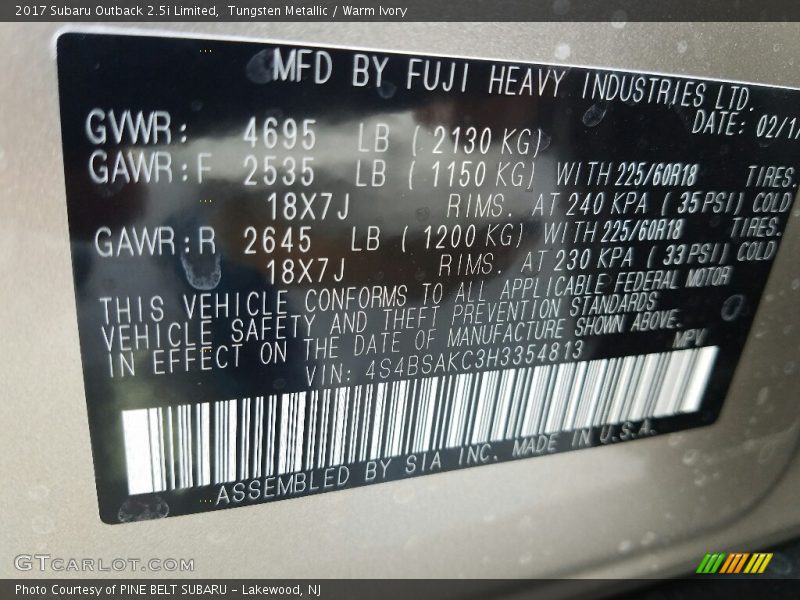 2017 Subaru Outback 2.5i Limited, Tungsten Metallic / Warm Ivory
MFD BY FUJI HEAVY INDUSTRIES LTD.
DATE: 02/17
GVWR: 4695 LB ( 2130 KG)
GAWR:F 2535 LB ( 1150 KG) WITH 225/60R18 TIRES.
18X7J RIMS. AT 240 KPA ( 35PSI) COLD
GAWR:R 2645 LB ( 1200 KG) WITH 225/60R18 TIRES.
18X7J RIMS. AT 230 KPA ( 33PSI) COLD
THIS VEHICLE CONFORMS TO ALL APPLICABLE FEDERAL MOTOR
VEHICLE SAFETY AND THEFT PREVENTION STANDARDS
IN EFFECT ON THE DATE OF MANUFACTURE SHOWN ABOVE.
VIN: 4S4BSAKC3H3354813 MPV
ASSEMBLED BY SIA INC. MADE IN U.S.A.
GTCARLOT.COM
Photo Courtesy of PINE BELT SUBARU - Lakewood, NJ